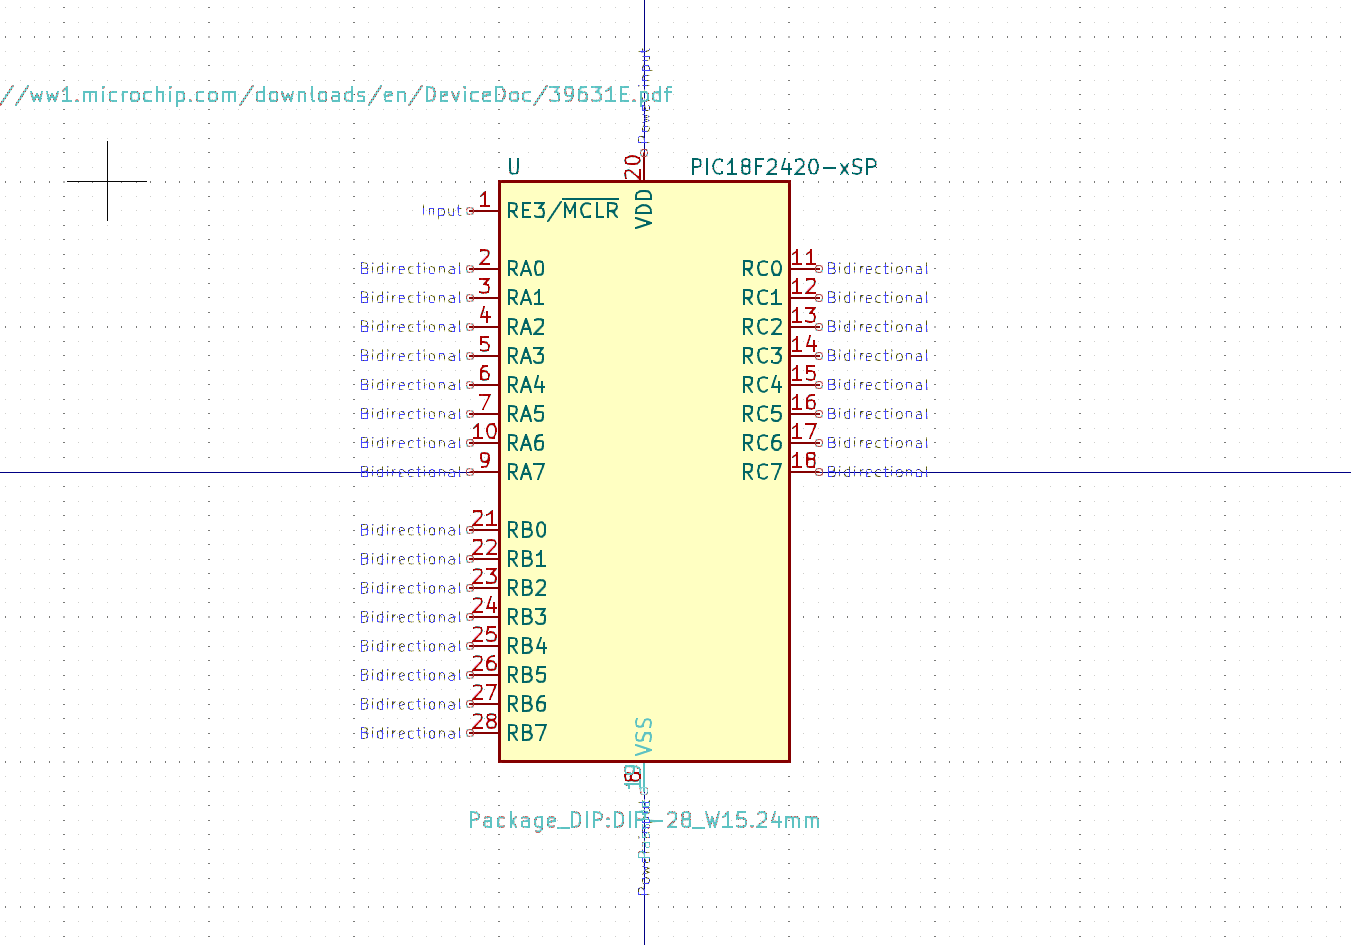 //ww1.microchip.com/downloads/en/DeviceDoc/39631E.pdf
Power input
20
U
PIC18F2420-xSP
Input 1 RE3/MCLR
VDD
Bidirectional 2 RA0 RC0 11 Bidirectional
Bidirectional 3 RA1 RC1 12 Bidirectional
Bidirectional 4 RA2 RC2 13 Bidirectional
Bidirectional 5 RA3 RC3 14 Bidirectional
Bidirectional 6 RA4 RC4 15 Bidirectional
Bidirectional 7 RA5 RC5 16 Bidirectional
Bidirectional 10 RA6 RC6 17 Bidirectional
Bidirectional 9 RA7 RC7 18 Bidirectional
Bidirectional 21 RB0
Bidirectional 22 RB1
Bidirectional 23 RB2
Bidirectional 24 RB3
Bidirectional 25 RB4
Bidirectional 26 RB5
Bidirectional 27 RB6
Bidirectional 28 RB7
VSS
Package_DIP:DIP-28_W15.24mm